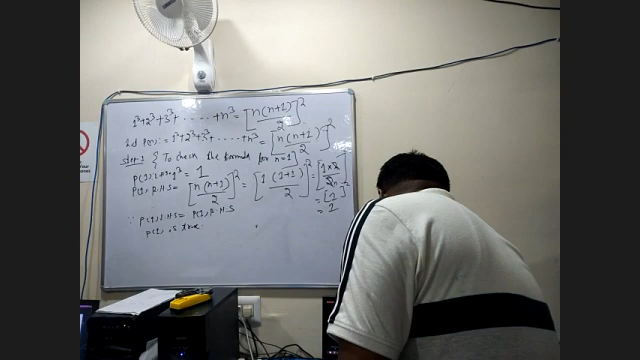 1³+2³+3³+ ..... +n³ = [n(n+1)/2]²
Let P(n):= 1³+2³+3³+ ..... +n³ = [n(n+1)/2]²
step:1 { To check the formula for n=1}
P(1) L.H.S = 1³ = 1
P(1) R.H.S = [n(n+1)/2]² = [1(1+1)/2]² = [1×2/2]²
= [1]²
= 1
∵ P(1) L.H.S = P(1) R.H.S
P(1) is true